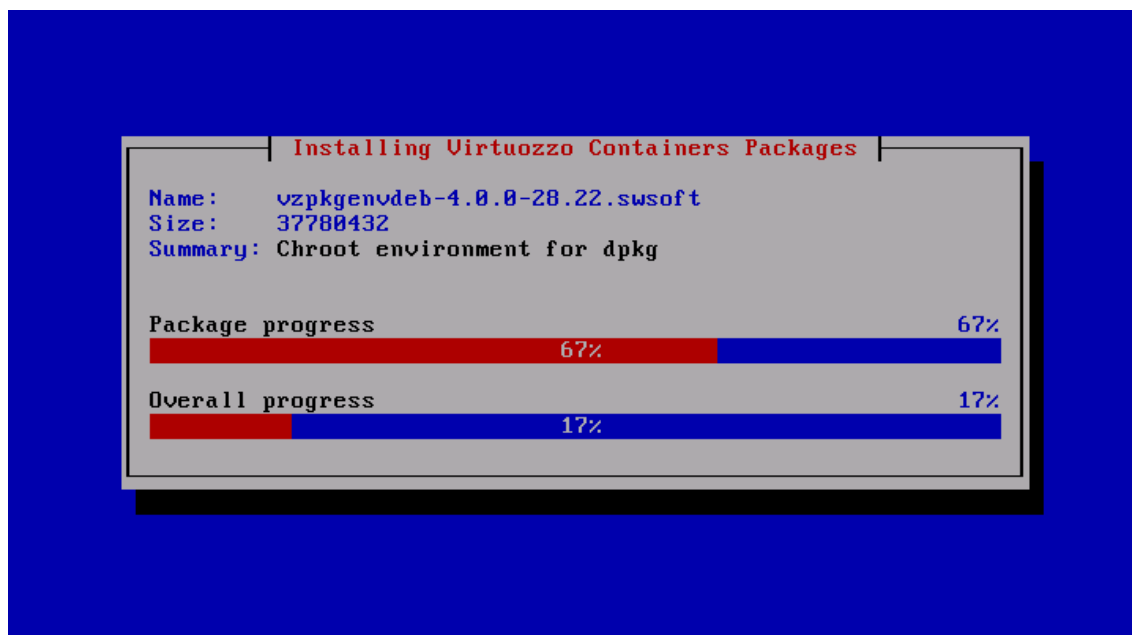 Installing Virtuozzo Containers Packages
Name: vzpkgenvdeb-4.0.0-28.22.swsoft
Size: 37780432
Summary: Chroot environment for dpkg
Package progress 67%
67%
Overall progress 17%
17%